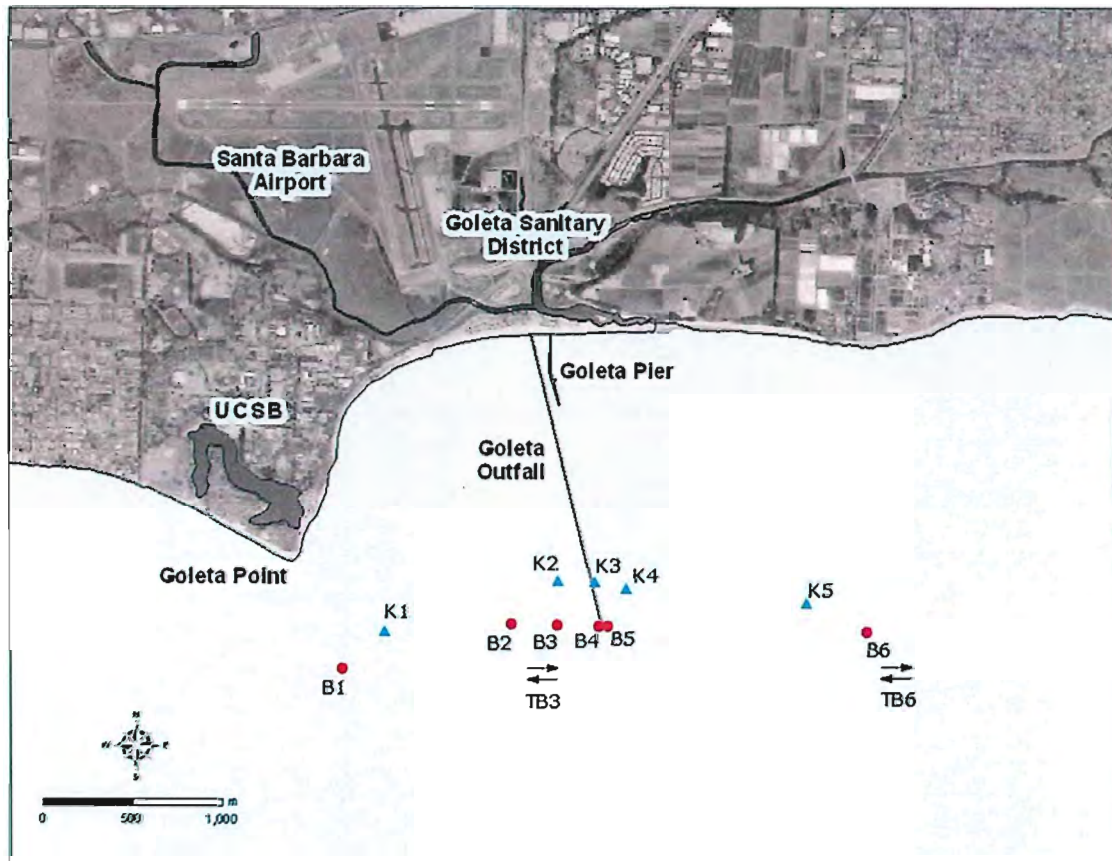 Santa Barbara
Airport
Goleta Sanitary
District
Goleta Pier
UCSB
Goleta
Outfall
Goleta Point
K1
K2
K3
K4
K5
B1
B2
B3
B4
B5
B6
TB3
TB6
N
W
E
S
m
0
500
1,000